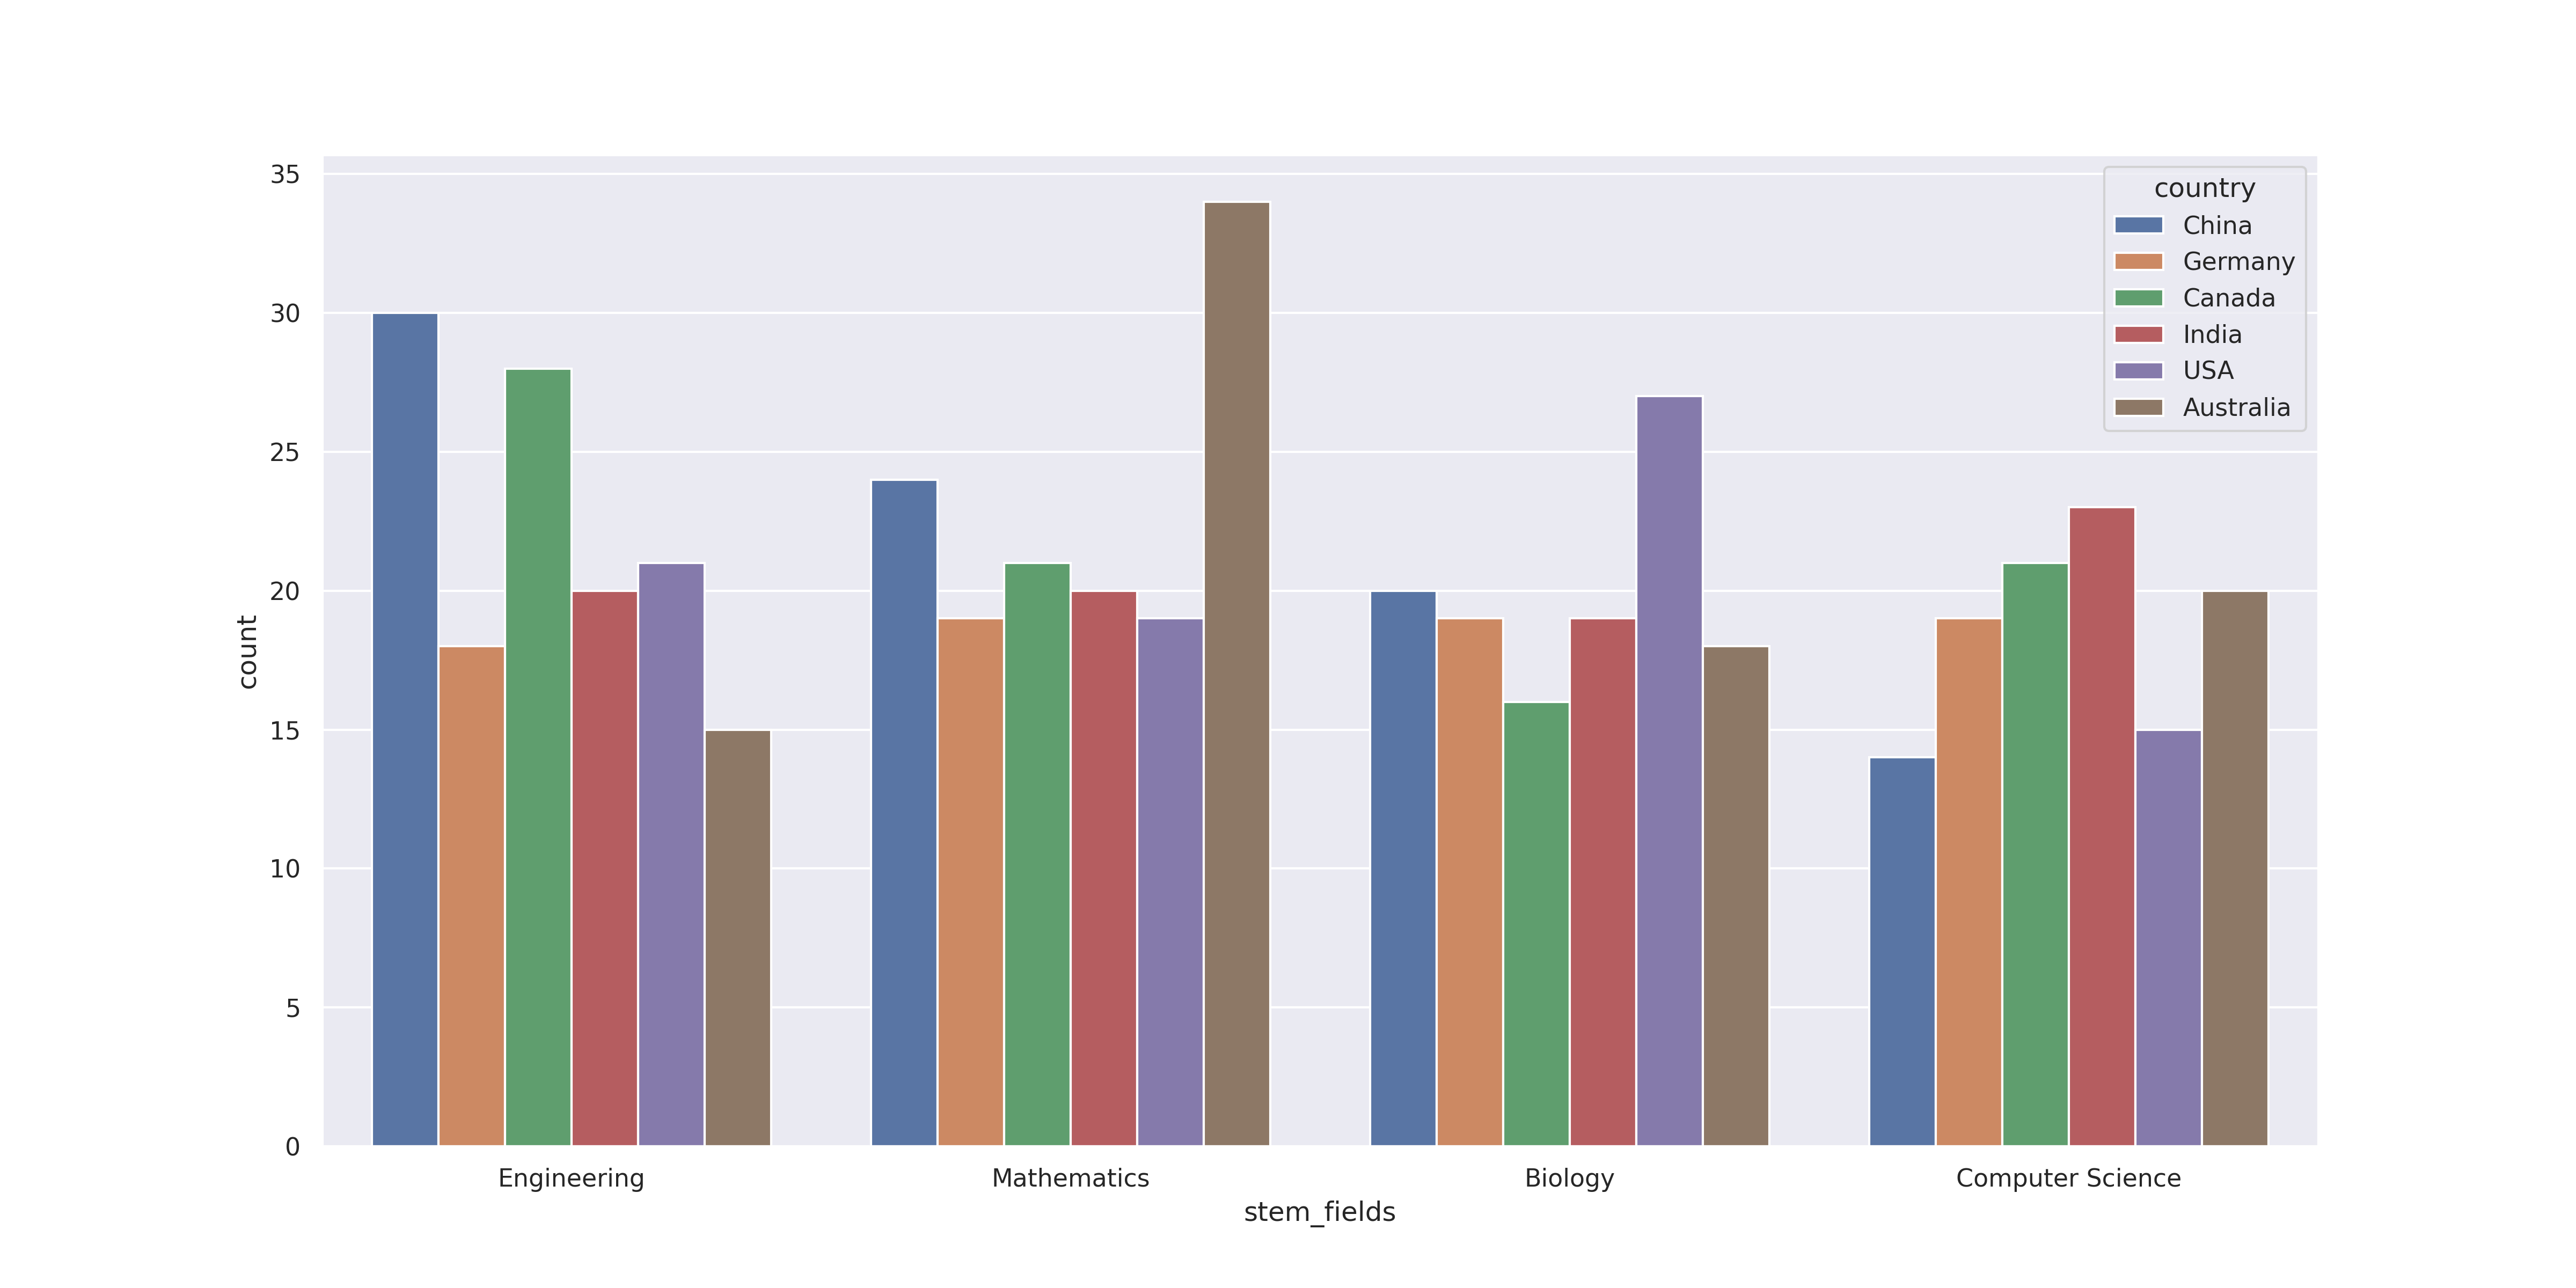 35
30
25
20
15
10
5
0
count
Engineering
Mathematics
Biology
Computer Science
stem_fields
country
China
Germany
Canada
India
USA
Australia